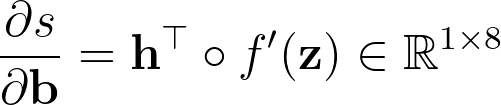 ∂s/∂𝐛 = 𝐡^⊤ ∘ f′(𝐳) ∈ ℝ^{1×8}